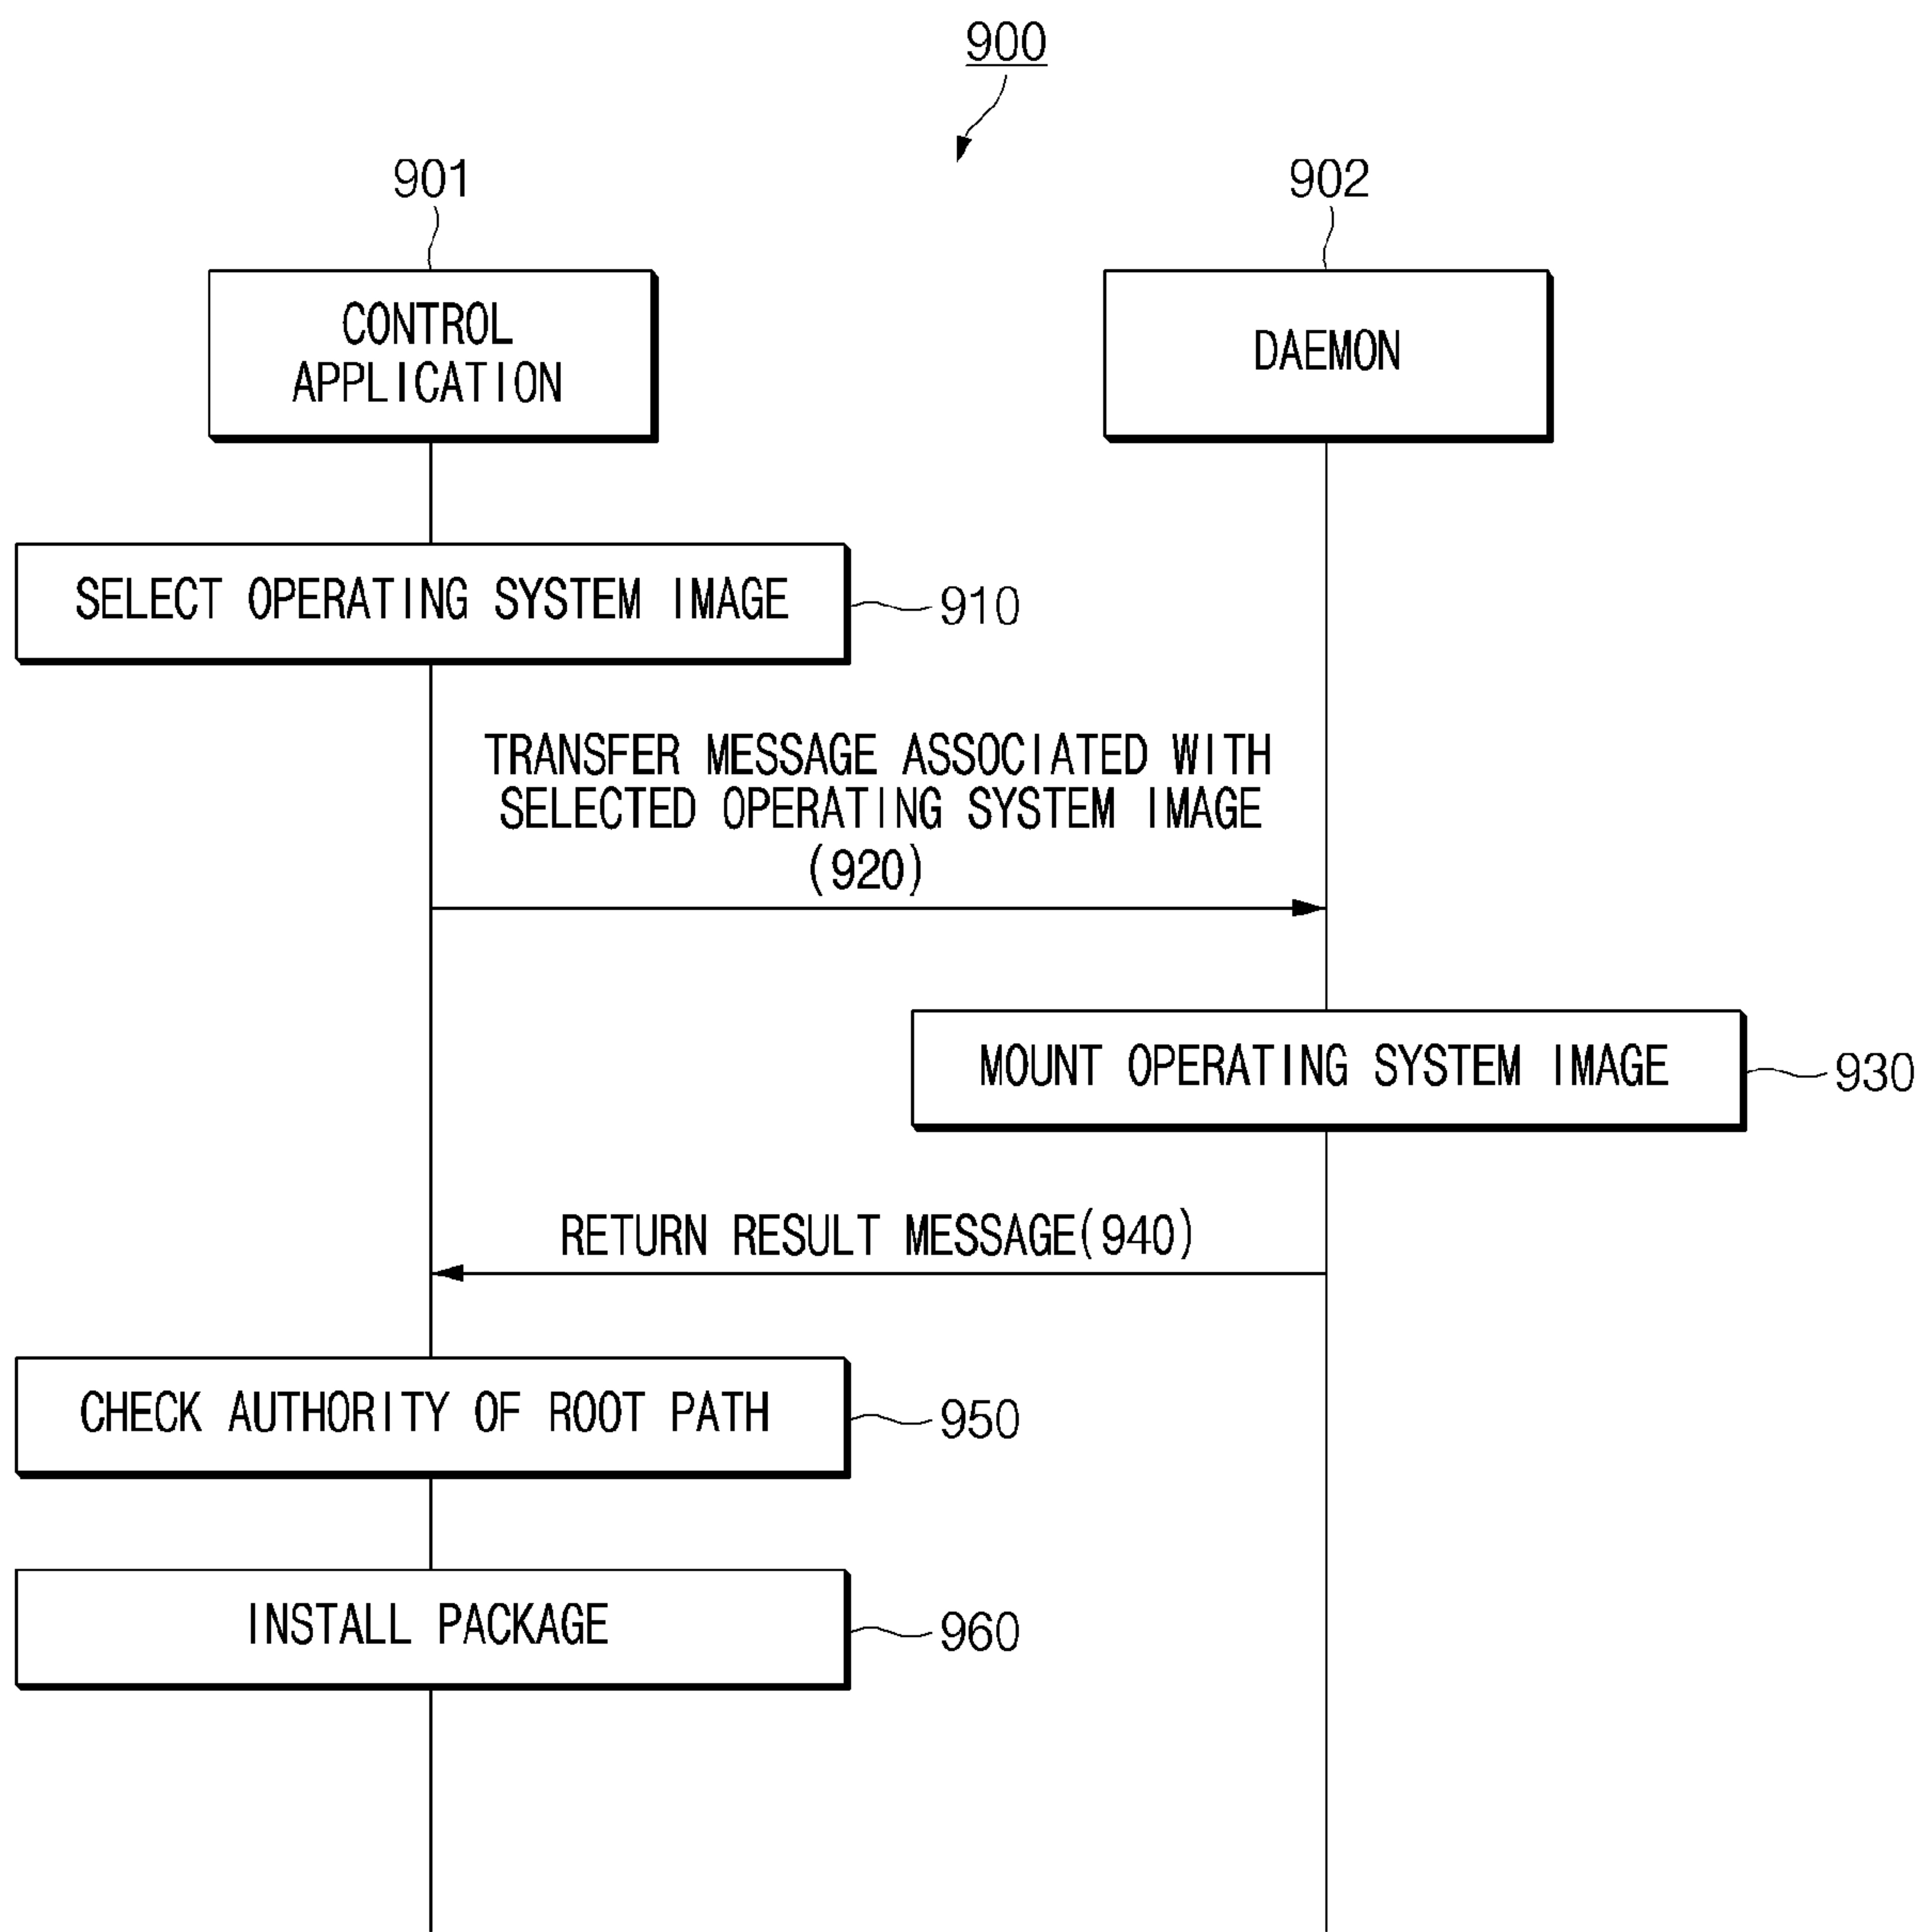 900
901
902
CONTROL
APPLICATION
DAEMON
SELECT OPERATING SYSTEM IMAGE
910
TRANSFER MESSAGE ASSOCIATED WITH
SELECTED OPERATING SYSTEM IMAGE
(920)
MOUNT OPERATING SYSTEM IMAGE
930
RETURN RESULT MESSAGE(940)
CHECK AUTHORITY OF ROOT PATH
950
INSTALL PACKAGE
960